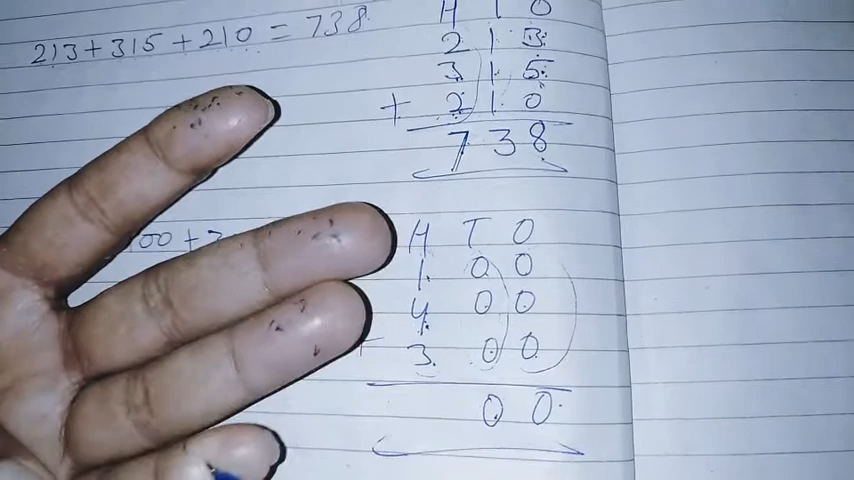 213+315+210 = 738
H T O
2 1 3
3 1 5
+ 2 1 0
7 3 8
00 +
H T O
1 0 0
4 0 0
+ 3 0 0
0 0